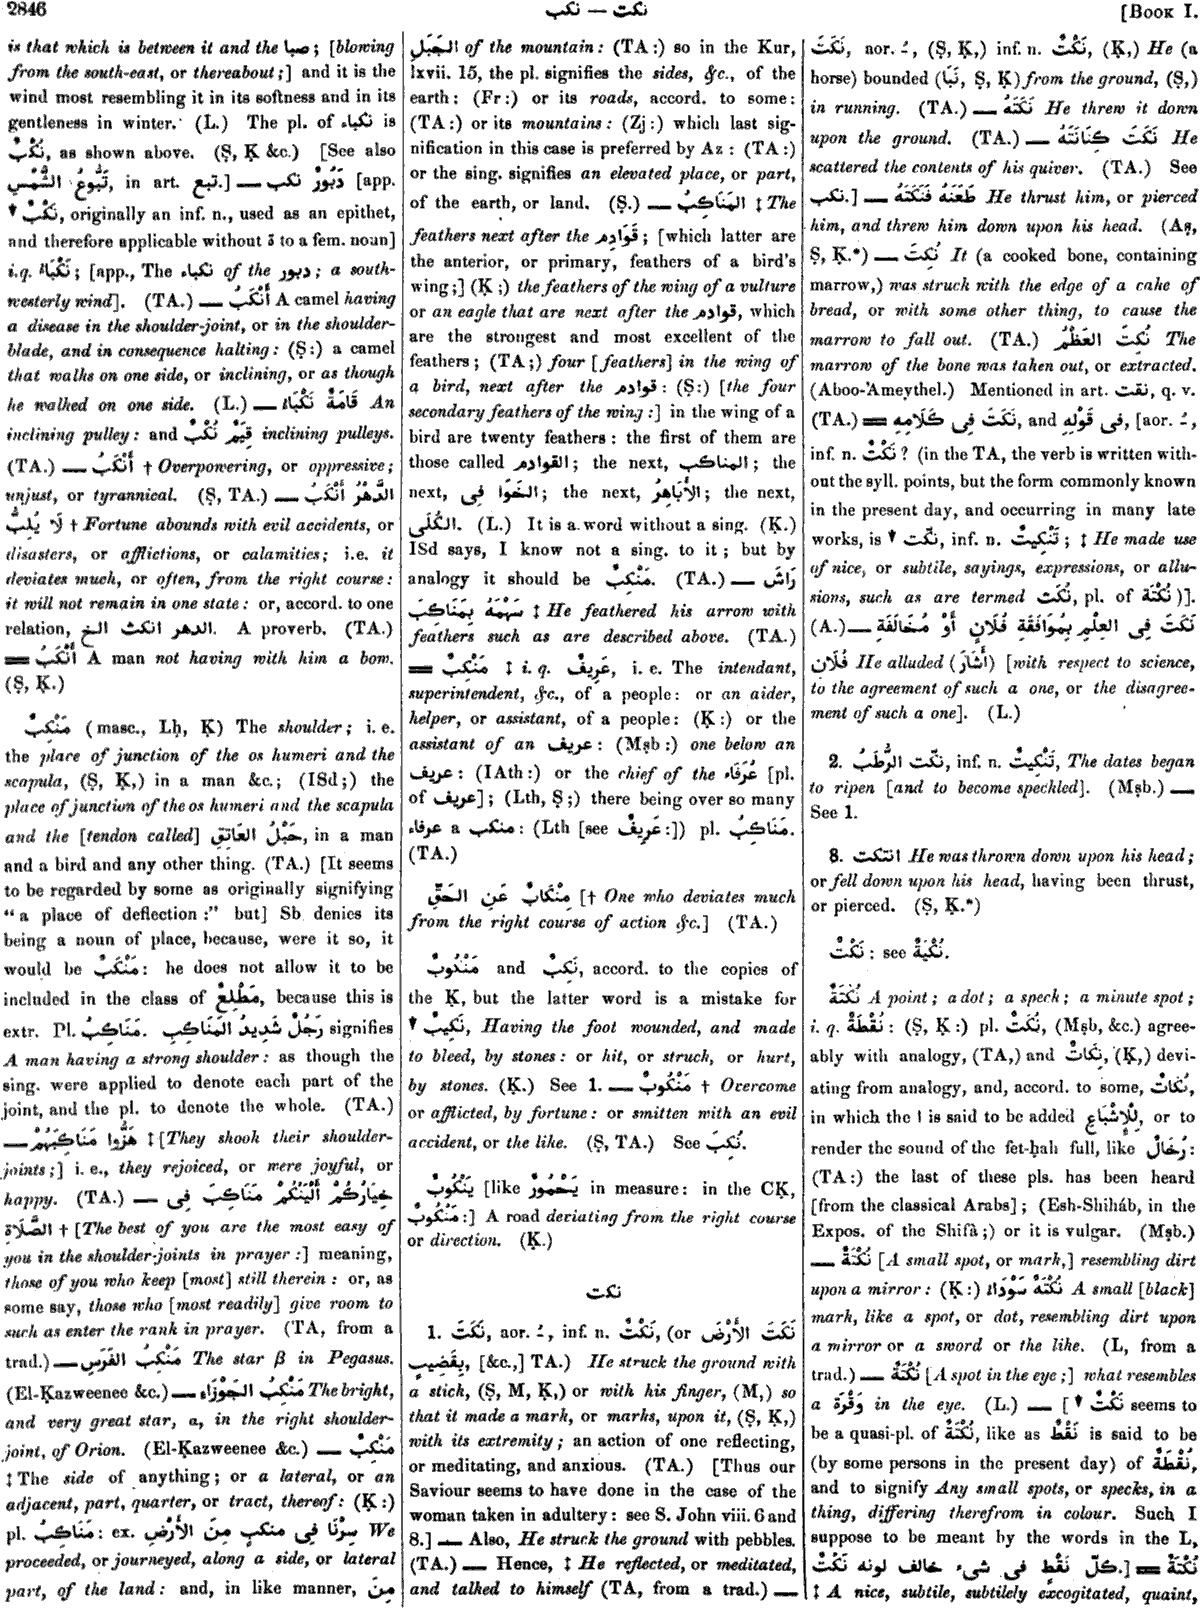 2846
نكت — نكب
[BOOK I.
is that which is between it and the صبا; [blowing
from the south-east, or thereabout;] and it is the
wind most resembling it in its softness and in its
gentleness in winter. (L.) The pl. of نكباء is
نُكْبٌ, as shown above. (Ṣ, Ḳ &c.) [See also
تَبُّوعُ الشَّمْسِ, in art. تبع.] — دَبُورٌ نكب [app.
▼ نَكْبٌ, originally an inf. n., used as an epithet,
and therefore applicable without ة to a fem. noun]
i.q. نَكْبَاءُ; [app., The نكباء of the دبور; a south-
westerly wind]. (TA.) — أَنْكَبُ A camel having
a disease in the shoulder-joint, or in the shoulder-
blade, and in consequence halting: (Ṣ:) a camel
that walks on one side, or inclining, or as though
he walked on one side. (L.) — قَامَةٌ نَكْبَاءُ An
inclining pulley: and قِيَمٌ نُكْبٌ inclining pulleys.
(TA.) — أَنْكَبُ † Overpowering, or oppressive;
unjust, or tyrannical. (Ṣ, TA.) — الدَّهْرُ أَنْكَبُ
لَا يُلِبُّ † Fortune abounds with evil accidents, or
disasters, or afflictions, or calamities; i.e. it
deviates much, or often, from the right course:
it will not remain in one state: or, accord. to one
relation, الدهر انكث الخ. A proverb. (TA.)
═ أَنْكَبُ A man not having with him a bow.
(Ṣ, Ḳ.)
مَنْكِبٌ (masc., Lḥ, Ḳ) The shoulder; i. e.
the place of junction of the os humeri and the
scapula, (Ṣ, Ḳ,) in a man &c.; (ISd;) the
place of junction of the os humeri and the scapula
and the [tendon called] حَبْلُ العَاتِقِ, in a man
and a bird and any other thing. (TA.) [It seems
to be regarded by some as originally signifying
“a place of deflection:” but] Sb denies its
being a noun of place, because, were it so, it
would be مَنْكَبٌ: he does not allow it to be
included in the class of مَطْلِعٌ, because this is
extr. Pl. مَنَاكِبُ. رَجُلٌ شَدِيدُ المَنَاكِبِ signifies
A man having a strong shoulder: as though the
sing. were applied to denote each part of the
joint, and the pl. to denote the whole. (TA.)
— هَزُّوا مَنَاكِبَهُمْ ‡ [They shook their shoulder-
joints;] i. e., they rejoiced, or were joyful, or
happy. (TA.) — خِيَارُكُمْ أَلْيَنُكُمْ مَنَاكِبَ فِى
الصَّلَاةِ † [The best of you are the most easy of
you in the shoulder-joints in prayer:] meaning,
those of you who keep [most] still therein: or, as
some say, those who [most readily] give room to
such as enter the rank in prayer. (TA, from a
trad.) — مَنْكِبُ الفَرَسِ The star β in Pegasus.
(El-Ḳazweenee &c.) — مَنْكِبُ الجَوْزَاءِ The bright,
and very great star, α, in the right shoulder-
joint, of Orion. (El-Ḳazweenee &c.) — مَنْكِبٌ
‡ The side of anything; or a lateral, or an
adjacent, part, quarter, or tract, thereof: (Ḳ:)
pl. مَنَاكِبُ: ex. سِرْنَا فِى منكبٍ مِنَ الأَرْضِ We
proceeded, or journeyed, along a side, or lateral
part, of the land: and, in like manner, مِنَ
الجَبَلِ of the mountain: (TA:) so in the Kur,
lxvii. 15, the pl. signifies the sides, &c., of the
earth: (Fr:) or its roads, accord. to some:
(TA:) or its mountains: (Zj:) which last sig-
nification in this case is preferred by Az: (TA:)
or the sing. signifies an elevated place, or part,
of the earth, or land. (Ṣ.) — المَنَاكِبُ ‡ The
feathers next after the قَوَادِم; [which latter are
the anterior, or primary, feathers of a bird's
wing;] (Ḳ;) the feathers of the wing of a vulture
or an eagle that are next after the قوادم, which
are the strongest and most excellent of the
feathers; (TA;) four [feathers] in the wing of
a bird, next after the قوادم: (Ṣ:) [the four
secondary feathers of the wing:] in the wing of a
bird are twenty feathers: the first of them are
those called القوادم; the next, المناكب; the
next, الخَوَافِى; the next, الأَبَاهِرُ; the next,
الكُلَى. (L.) It is a word without a sing. (Ḳ.)
ISd says, I know not a sing. to it; but by
analogy it should be مَنْكِبٌ. (TA.) — رَاشَ
سَهْمَهُ بِمَنَاكِبَ ‡ He feathered his arrow with
feathers such as are described above. (TA.)
═ مَنْكِبٌ ‡ i. q. عَرِيفٌ, i. e. The intendant,
superintendent, &c., of a people: or an aider,
helper, or assistant, of a people: (Ḳ:) or the
assistant of an عريف: (Mṣb:) one below an
عريف: (IAth:) or the chief of the عُرَفَاء [pl.
of عريف]; (Lth, Ṣ;) there being over so many
عرفاء a منكب: (Lth [see عَرِيفٌ:]) pl. مَنَاكِبُ.
(TA.)
مِنْكَابٌ عَنِ الحَقِّ [† One who deviates much
from the right course of action &c.] (TA.)
مَنْكُوبٌ and نَكِبٌ, accord. to the copies of
the Ḳ, but the latter word is a mistake for
▼ نَكِيبٌ, Having the foot wounded, and made
to bleed, by stones: or hit, or struck, or hurt,
by stones. (Ḳ.) See 1. — مَنْكُوبٌ † Overcome
or afflicted, by fortune: or smitten with an evil
accident, or the like. (Ṣ, TA.) See نُكِبَ.
يَنْكُوبٌ [like يَحْمُورٌ in measure: in the CḲ,
مَنْكُوبٌ:] A road deviating from the right course
or direction. (Ḳ.)
نكت
1. نَكَتَ, aor. ـُ, inf. n. نَكْتٌ, (or نَكَتَ الأَرْضَ
بِقَضِيبٍ, [&c.,] TA.) He struck the ground with
a stick, (Ṣ, M, Ḳ,) or with his finger, (M,) so
that it made a mark, or marks, upon it, (Ṣ, Ḳ,)
with its extremity; an action of one reflecting,
or meditating, and anxious. (TA.) [Thus our
Saviour seems to have done in the case of the
woman taken in adultery: see S. John viii. 6 and
8.] — Also, He struck the ground with pebbles.
(TA.) — Hence, ‡ He reflected, or meditated,
and talked to himself (TA, from a trad.) —
نَكَتَ, aor. ـُ, (Ṣ, Ḳ,) inf. n. نَكْتٌ, (Ḳ,) He (a
horse) bounded (نَبَا, Ṣ, Ḳ) from the ground, (Ṣ,)
in running. (TA.) — نَكَتَهُ He threw it down
upon the ground. (TA.) — نَكَتَ كِنَانَتَهُ He
scattered the contents of his quiver. (TA.) See
نكب.] — طَعَنَهُ فَنَكَتَهُ He thrust him, or pierced
him, and threw him down upon his head. (Aṣ,
Ṣ, Ḳ.*) — نُكِتَ It (a cooked bone, containing
marrow,) was struck with the edge of a cake of
bread, or with some other thing, to cause the
marrow to fall out. (TA.) نُكِتَ العَظْمُ The
marrow of the bone was taken out, or extracted.
(Aboo-'Ameythel.) Mentioned in art. نقت, q. v.
(TA.) ═ نَكَتَ فِى كَلَامِهِ, and فِى قَوْلِهِ, [aor. ـُ,
inf. n. نَكْتٌ? (in the TA, the verb is written with-
out the syll. points, but the form commonly known
in the present day, and occurring in many late
works, is ▼ نكّت, inf. n. تَنْكِيتٌ; ‡ He made use
of nice, or subtile, sayings, expressions, or allu-
sions, such as are termed نُكَت, pl. of نُكْتَة)].
(A.) — نَكَتَ فِى العِلْمِ بِمُوَافَقَةِ فُلَانٍ أَوْ مُخَالَفَةِ
فُلَانٍ He alluded (أَشَارَ) [with respect to science,
to the agreement of such a one, or the disagree-
ment of such a one]. (L.)
2. نكّت الرُّطَبُ, inf. n. تَنْكِيتٌ, The dates began
to ripen [and to become speckled]. (Mṣb.) —
See 1.
8. انتكت He was thrown down upon his head;
or fell down upon his head, having been thrust,
or pierced. (Ṣ, Ḳ.*)
نَكْتٌ: see نُكْتَةٌ.
نُكْتَةٌ A point; a dot; a speck; a minute spot;
i. q. نُقْطَةٌ: (Ṣ, Ḳ:) pl. نُكَتٌ, (Mṣb, &c.) agree-
ably with analogy, (TA,) and نِكَاتٌ, (Ḳ,) devi-
ating from analogy, and, accord. to some, نُكَاتٌ,
in which the ا is said to be added لِلْإِشْبَاعِ, or to
render the sound of the fet-ḥah full, like رُخَالٌ:
(TA:) the last of these pls. has been heard
[from the classical Arabs]; (Esh-Shiháb, in the
Expos. of the Shifà;) or it is vulgar. (Mṣb.)
— نُكْتَةٌ [A small spot, or mark,] resembling dirt
upon a mirror: (Ḳ:) نُكْتَةٌ سَوْدَاءُ A small [black]
mark, like a spot, or dot, resembling dirt upon
a mirror or a sword or the like. (L, from a
trad.) — نُكْتَةٌ [A spot in the eye;] what resembles
a وَقْرَة in the eye. (L.) — [▼ نَكْتٌ seems to
be a quasi-pl. of نُكْتَةٌ, like as نَقْطٌ is said to be
(by some persons in the present day) of نُقْطَةٌ,
and to signify Any small spots, or specks, in a
thing, differing therefrom in colour. Such I
suppose to be meant by the words in the L,
كلّ نَقْطٍ فى شىء خالف لونه نَكْتٌ.] ═ نُكْتَةٌ
‡ A nice, subtile, subtilely excogitated, quaint,